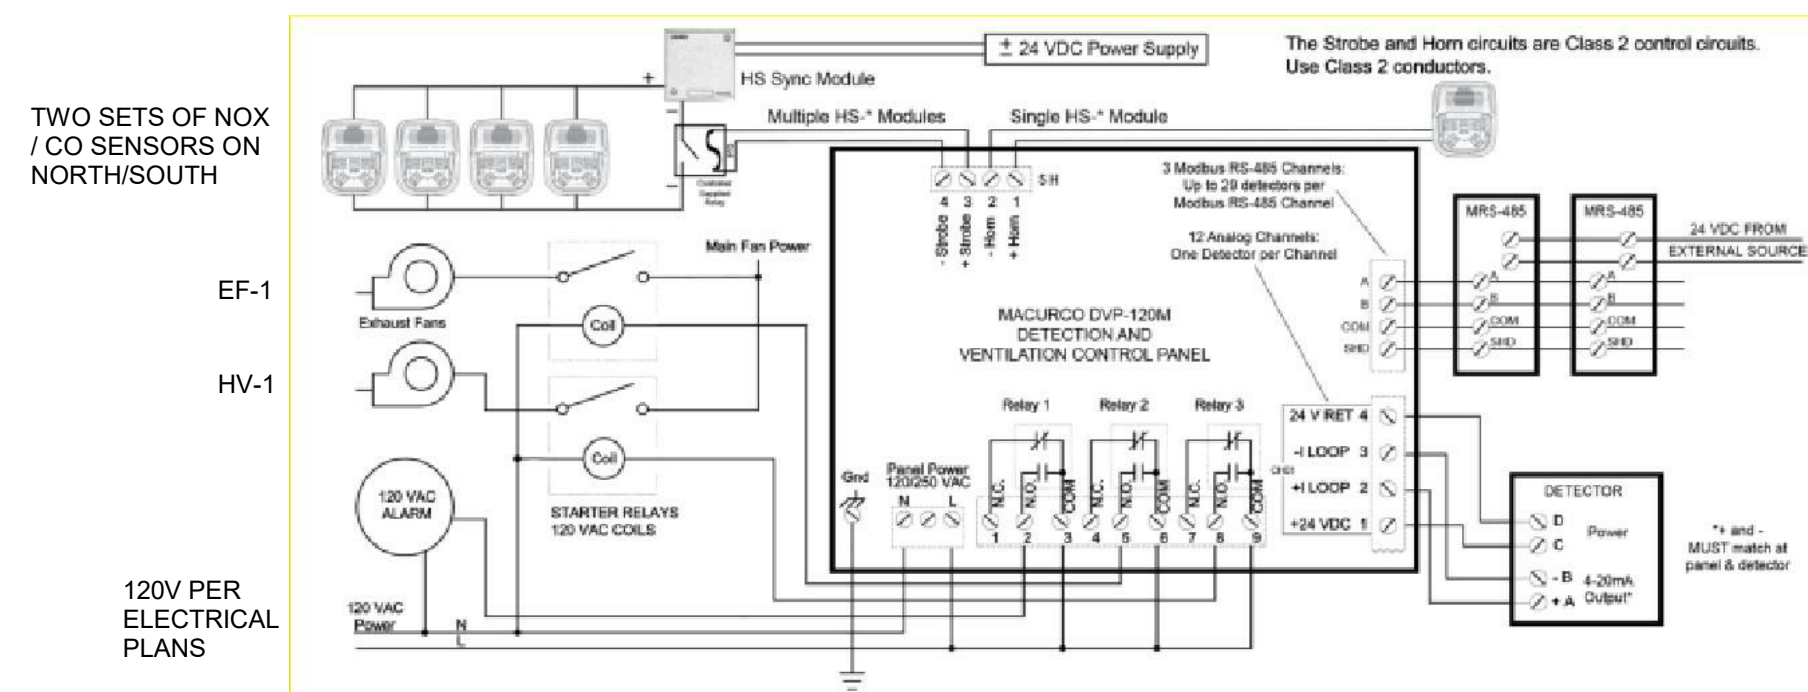 ± 24 VDC Power Supply
The Strobe and Horn circuits are Class 2 control circuits.
Use Class 2 conductors.
+
HS Sync Module
TWO SETS OF NOX
/ CO SENSORS ON
NORTH/SOUTH
−
Multiple HS-* Modules
Single HS-* Module
−
Customer
Supplied
Relay
SH
4 3 2 1
- Strobe
+ Strobe
- Horn
+ Horn
3 Modbus RS-485 Channels:
Up to 29 detectors per
Modbus RS-485 Channel
12 Analog Channels:
One Detector per Channel
MRS-485
MRS-485
24 VDC FROM
EXTERNAL SOURCE
A
B
COM
SHD
A
B
COM
SHD
A
B
COM
SHD
Main Fan Power
EF-1
Exhaust Fans
Coil
HV-1
Coil
STARTER RELAYS
120 VAC COILS
MACURCO DVP-120M
DETECTION AND
VENTILATION CONTROL PANEL
Relay 1
Relay 2
Relay 3
Gnd
Panel Power
120/250 VAC
N L
N.C.
N.O.
COM
N.C.
N.O.
COM
N.C.
N.O.
COM
1 2 3 4 5 6 7 8 9
24 V RET 4
-I LOOP 3
+I LOOP 2
+24 VDC 1
DETECTOR
D
C
Power
- B
+ A
4-20mA
Output*
*+ and -
MUST match at
panel & detector
120 VAC
ALARM
120V PER
ELECTRICAL
PLANS
120 VAC
Power
N
L